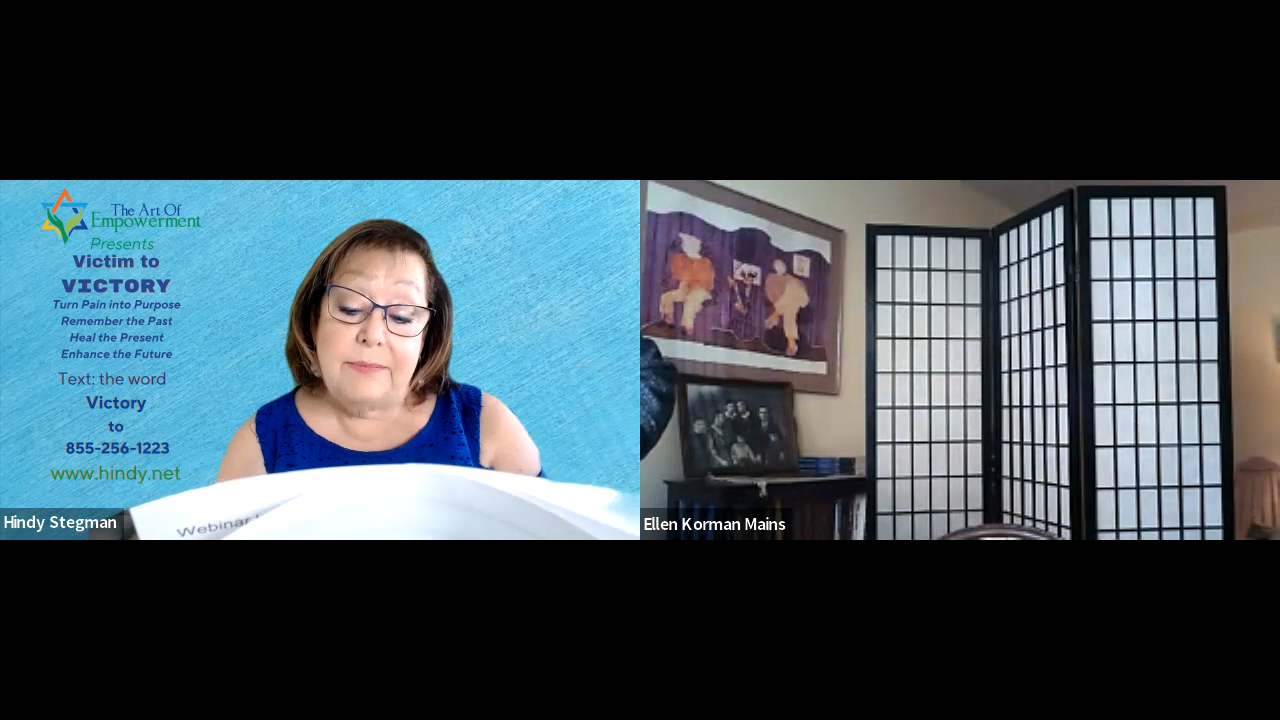 The Art Of
Empowerment
Presents
Victim to
VICTORY
Turn Pain into Purpose
Remember the Past
Heal the Present
Enhance the Future
Text: the word
Victory
to
855-256-1223
www.hindy.net
Webinar
Hindy Stegman
Ellen Korman Mains